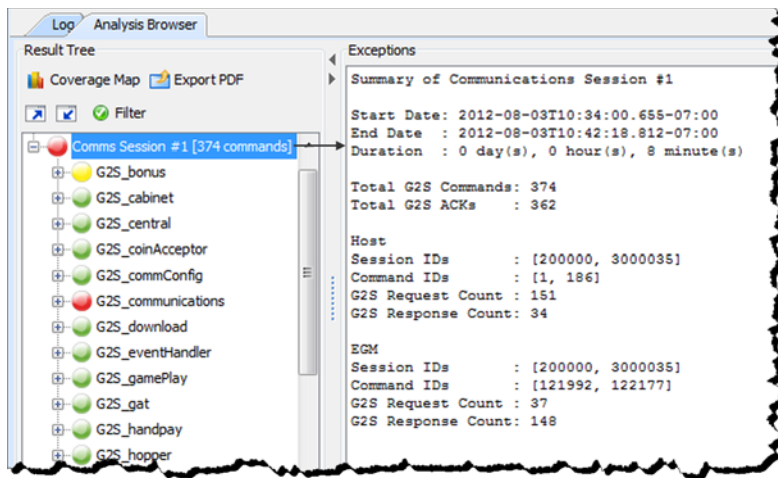 Log Analysis Browser
Result Tree
Coverage Map Export PDF
Filter
Comms Session #1 [374 commands]
G2S_bonus
G2S_cabinet
G2S_central
G2S_coinAcceptor
G2S_commConfig
G2S_communications
G2S_download
G2S_eventHandler
G2S_gamePlay
G2S_gat
G2S_handpay
G2S_hopper
Exceptions
Summary of Communications Session #1
Start Date: 2012-08-03T10:34:00.655-07:00
End Date : 2012-08-03T10:42:18.812-07:00
Duration : 0 day(s), 0 hour(s), 8 minute(s)
Total G2S Commands: 374
Total G2S ACKs : 362
Host
Session IDs : [200000, 3000035]
Command IDs : [1, 186]
G2S Request Count : 151
G2S Response Count: 34
EGM
Session IDs : [200000, 3000035]
Command IDs : [121992, 122177]
G2S Request Count : 37
G2S Response Count: 148